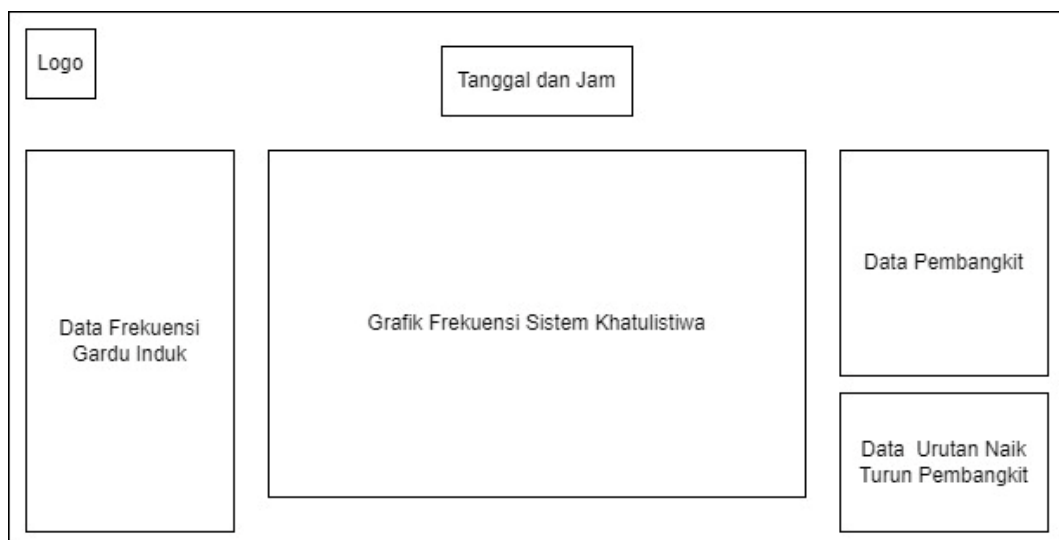 Logo
Tanggal dan Jam
Data Frekuensi
Gardu Induk
Grafik Frekuensi Sistem Khatulistiwa
Data Pembangkit
Data  Urutan Naik
Turun Pembangkit